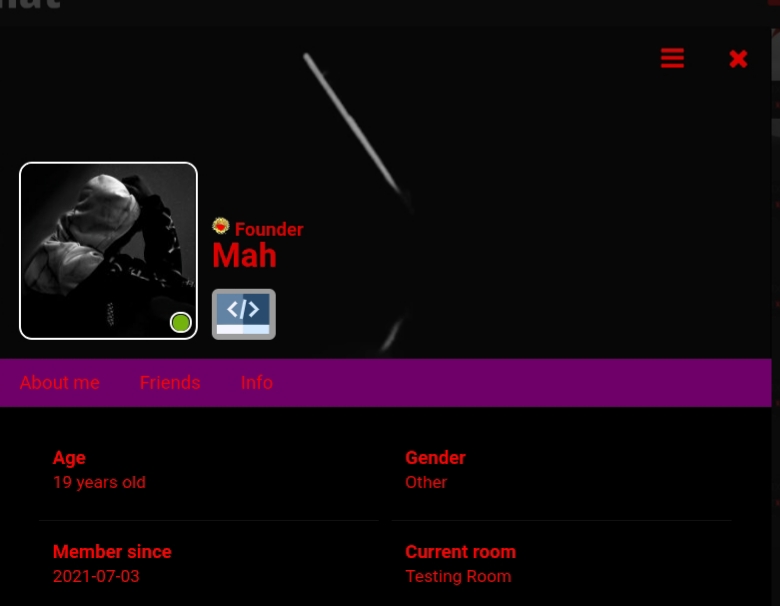 Founder
Mah
</>
About me Friends Info
Age Gender
19 years old Other
Member since Current room
2021-07-03 Testing Room